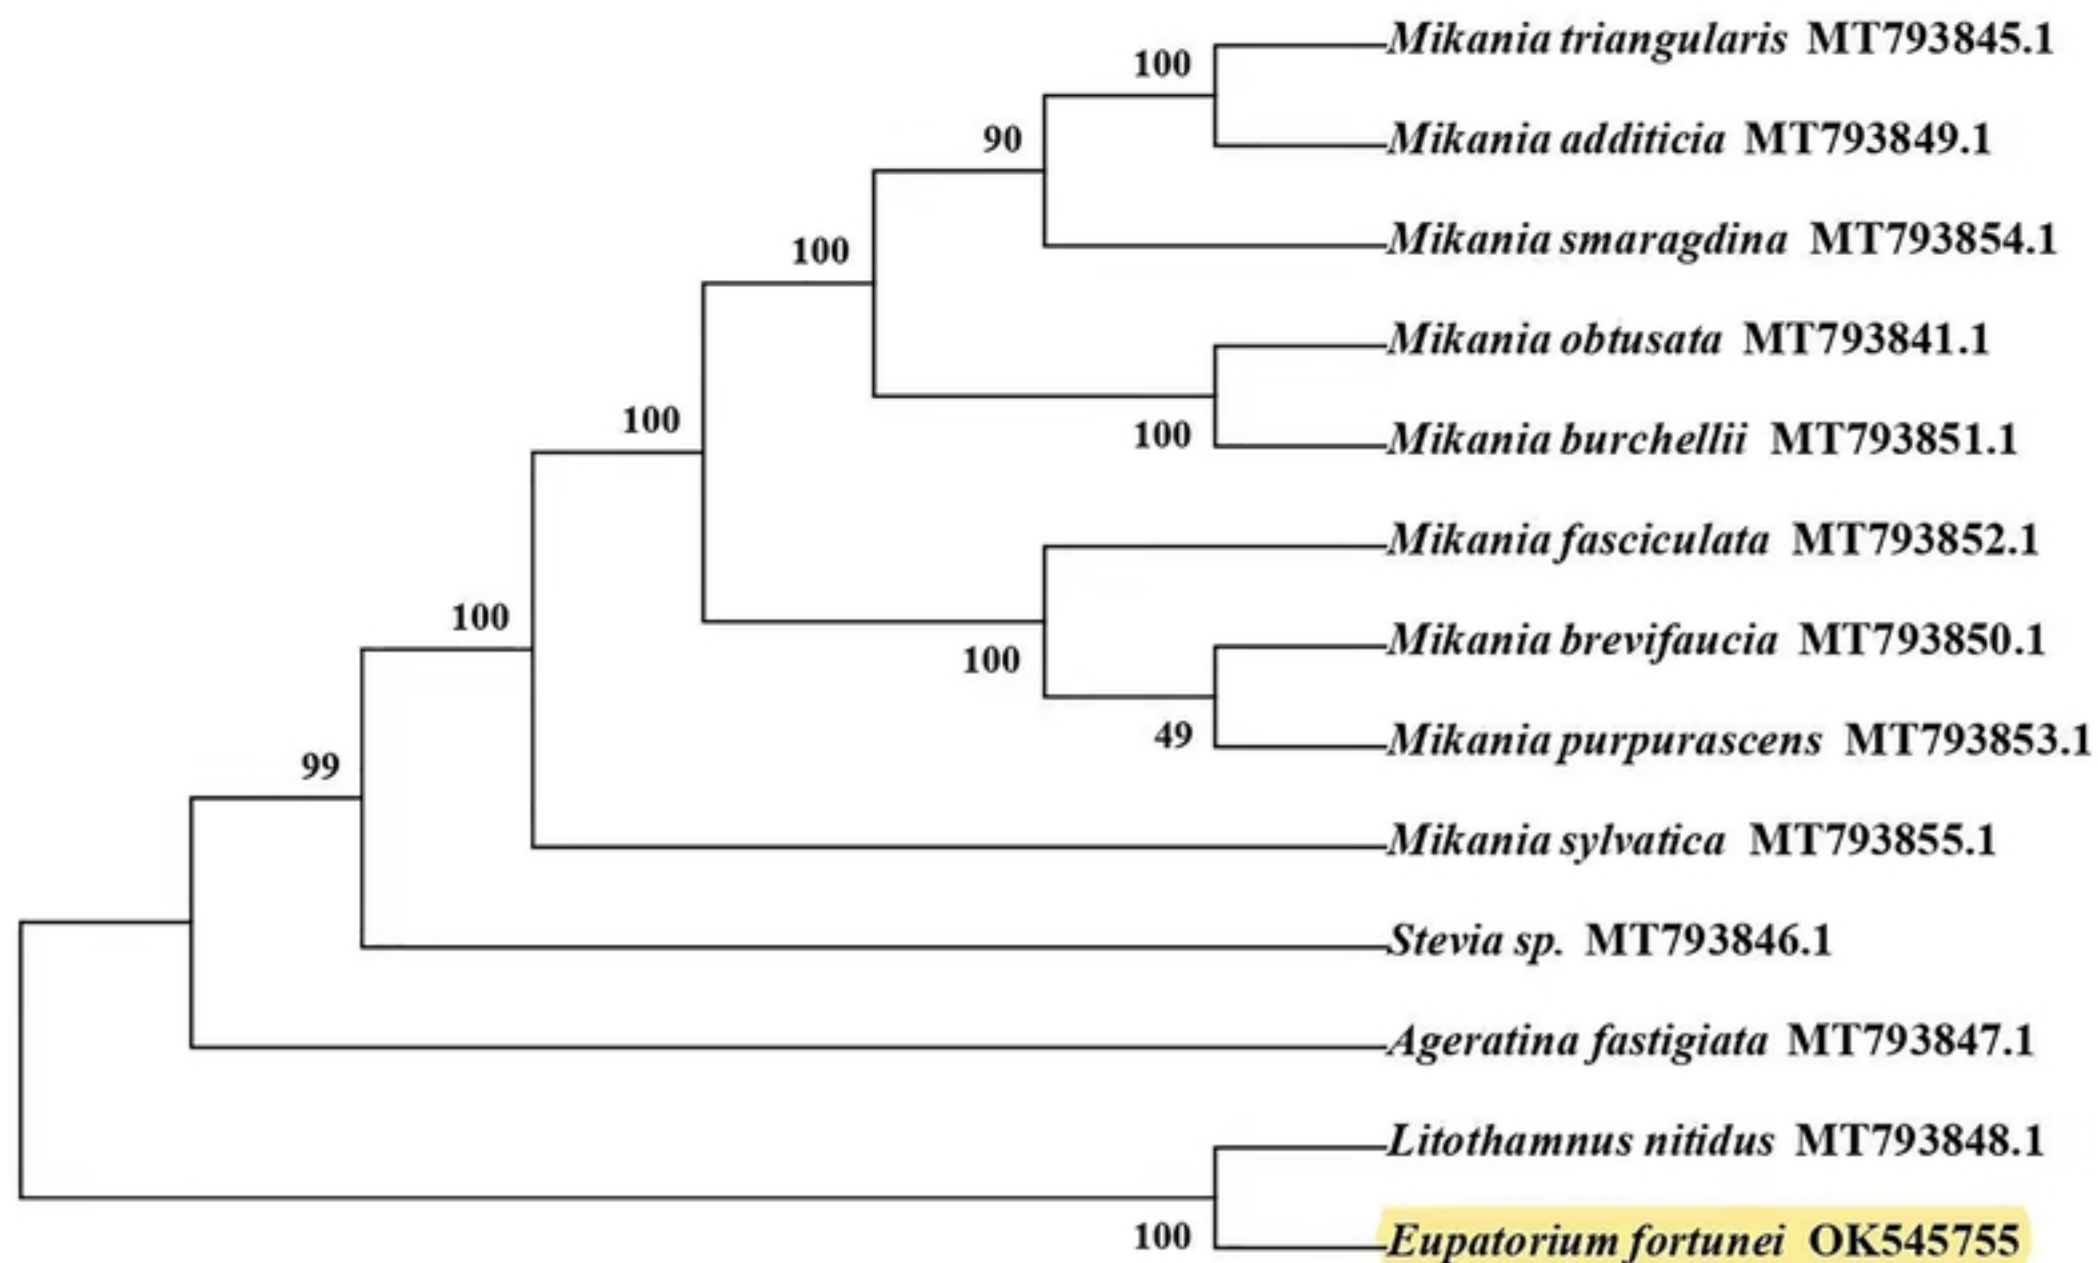 Mikania triangularis MT793845.1
100
Mikania additicia MT793849.1
90
Mikania smaragdina MT793854.1
100
Mikania obtusata MT793841.1
100
Mikania burchellii MT793851.1
100
Mikania fasciculata MT793852.1
100
Mikania brevifaucia MT793850.1
100
49
Mikania purpurascens MT793853.1
99
Mikania sylvatica MT793855.1
Stevia sp. MT793846.1
Ageratina fastigiata MT793847.1
Litothamnus nitidus MT793848.1
100
Eupatorium fortunei OK545755